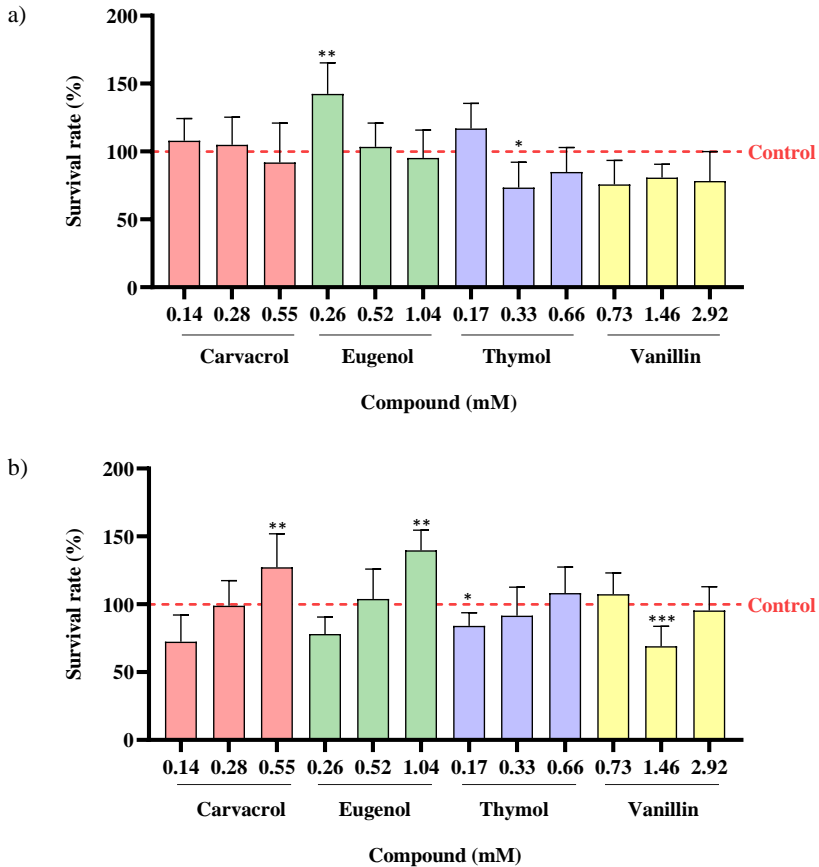 a)
Survival rate (%)
200
150
100
50
0
**
*
Control
0.14 0.28 0.55 0.26 0.52 1.04 0.17 0.33 0.66 0.73 1.46 2.92
Carvacrol Eugenol Thymol Vanillin
Compound (mM)
b)
Survival rate (%)
200
150
100
50
0
** ** * ***
Control
0.14 0.28 0.55 0.26 0.52 1.04 0.17 0.33 0.66 0.73 1.46 2.92
Carvacrol Eugenol Thymol Vanillin
Compound (mM)